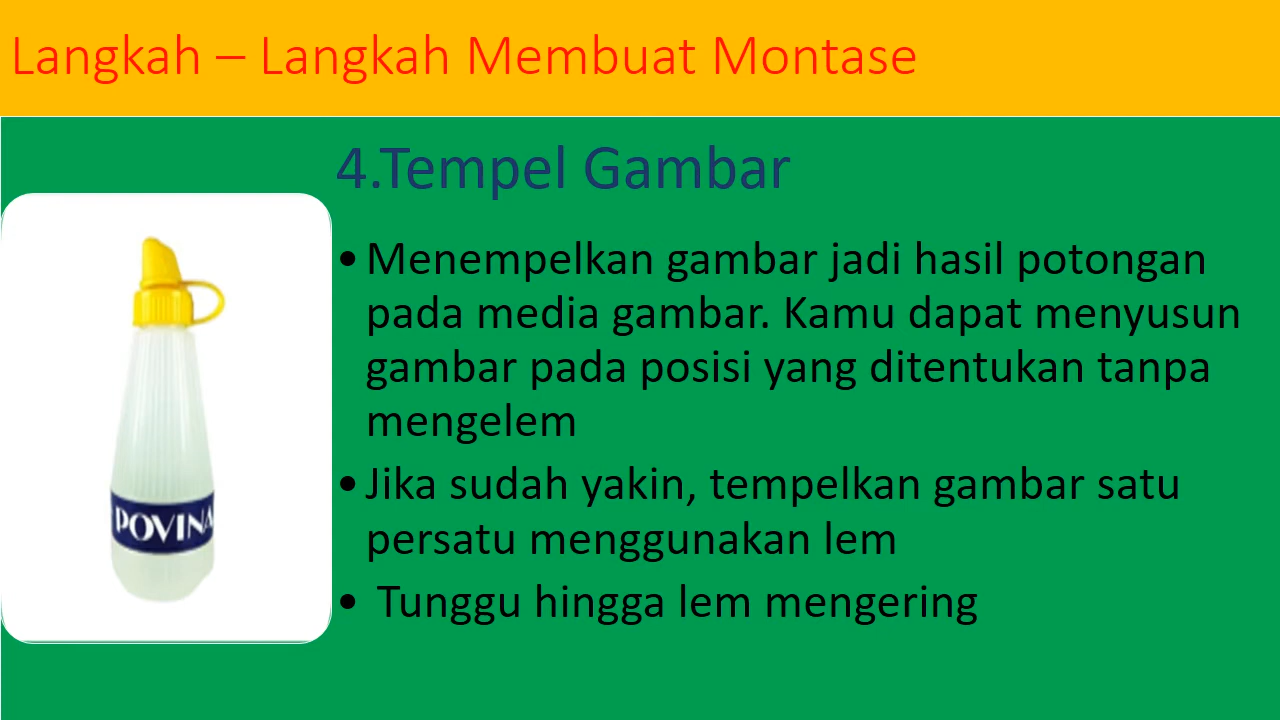 Langkah – Langkah Membuat Montase
4.Tempel Gambar
•Menempelkan gambar jadi hasil potongan
pada media gambar. Kamu dapat menyusun
gambar pada posisi yang ditentukan tanpa
mengelem
•Jika sudah yakin, tempelkan gambar satu
persatu menggunakan lem
• Tunggu hingga lem mengering
POVINA